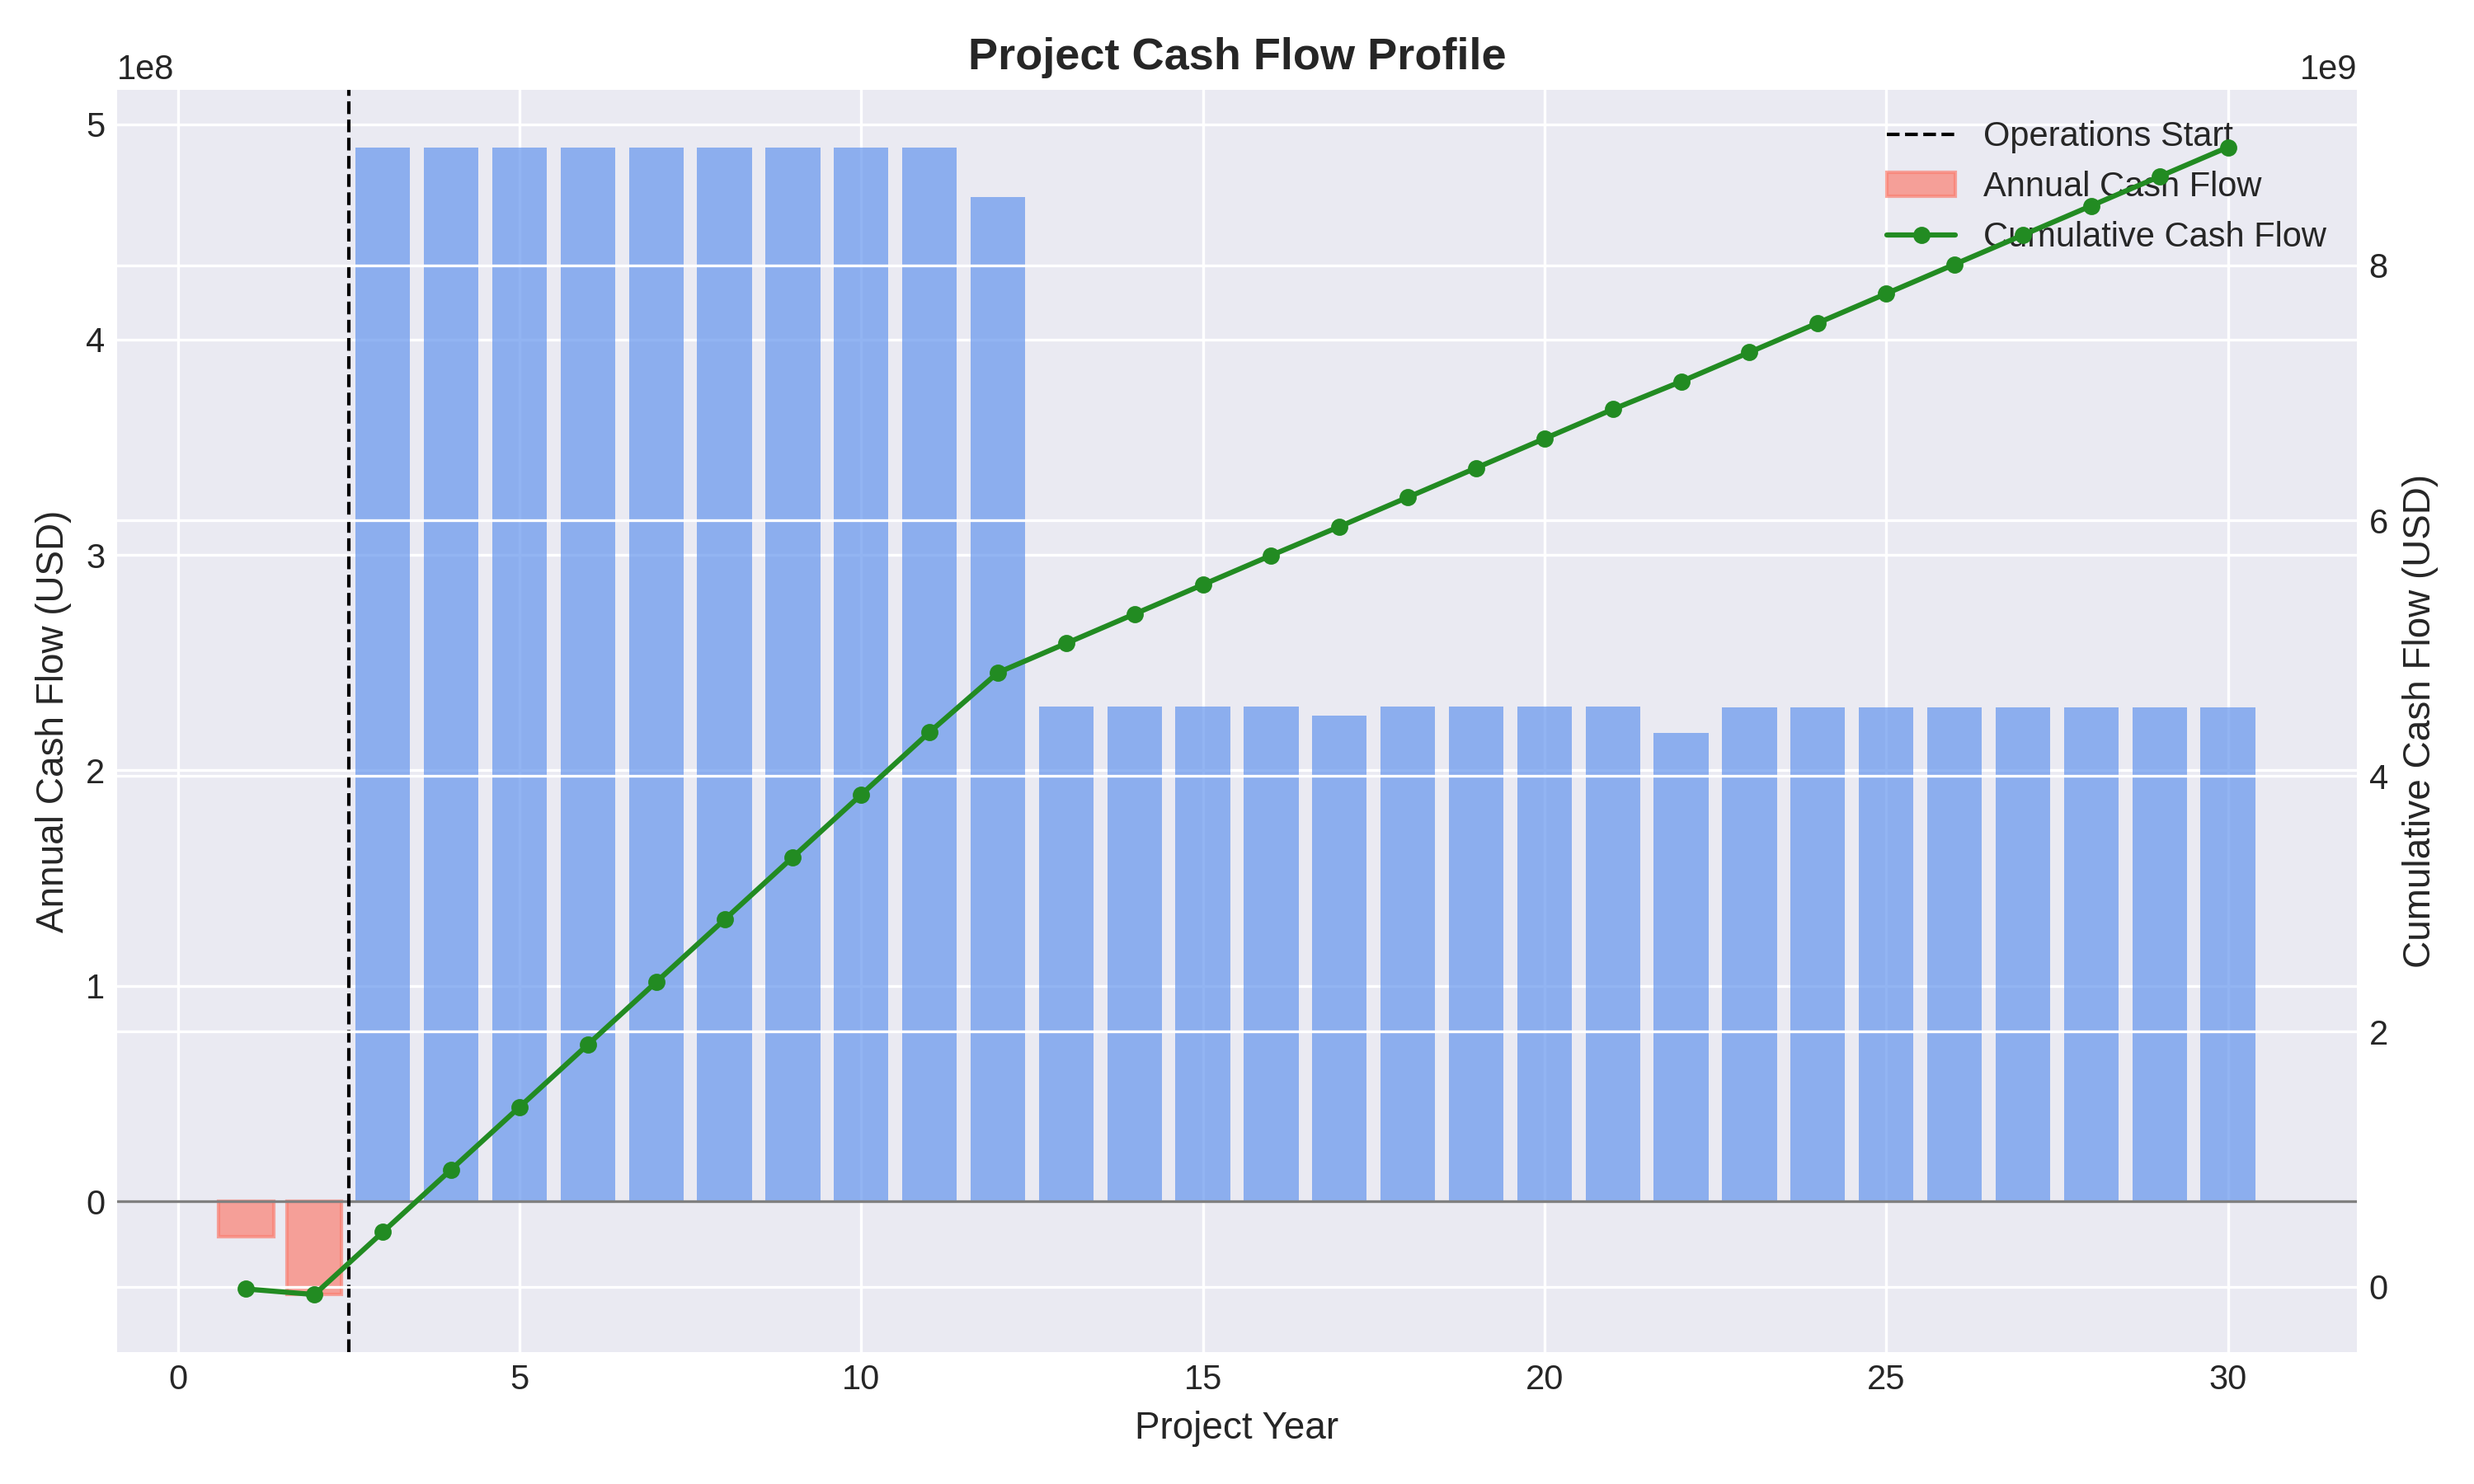 Project Cash Flow Profile
1e8
1e9
Operations Start
Annual Cash Flow
Cumulative Cash Flow
5
4
3
2
1
0
Annual Cash Flow (USD)
8
6
4
2
0
Cumulative Cash Flow (USD)
0 5 10 15 20 25 30
Project Year